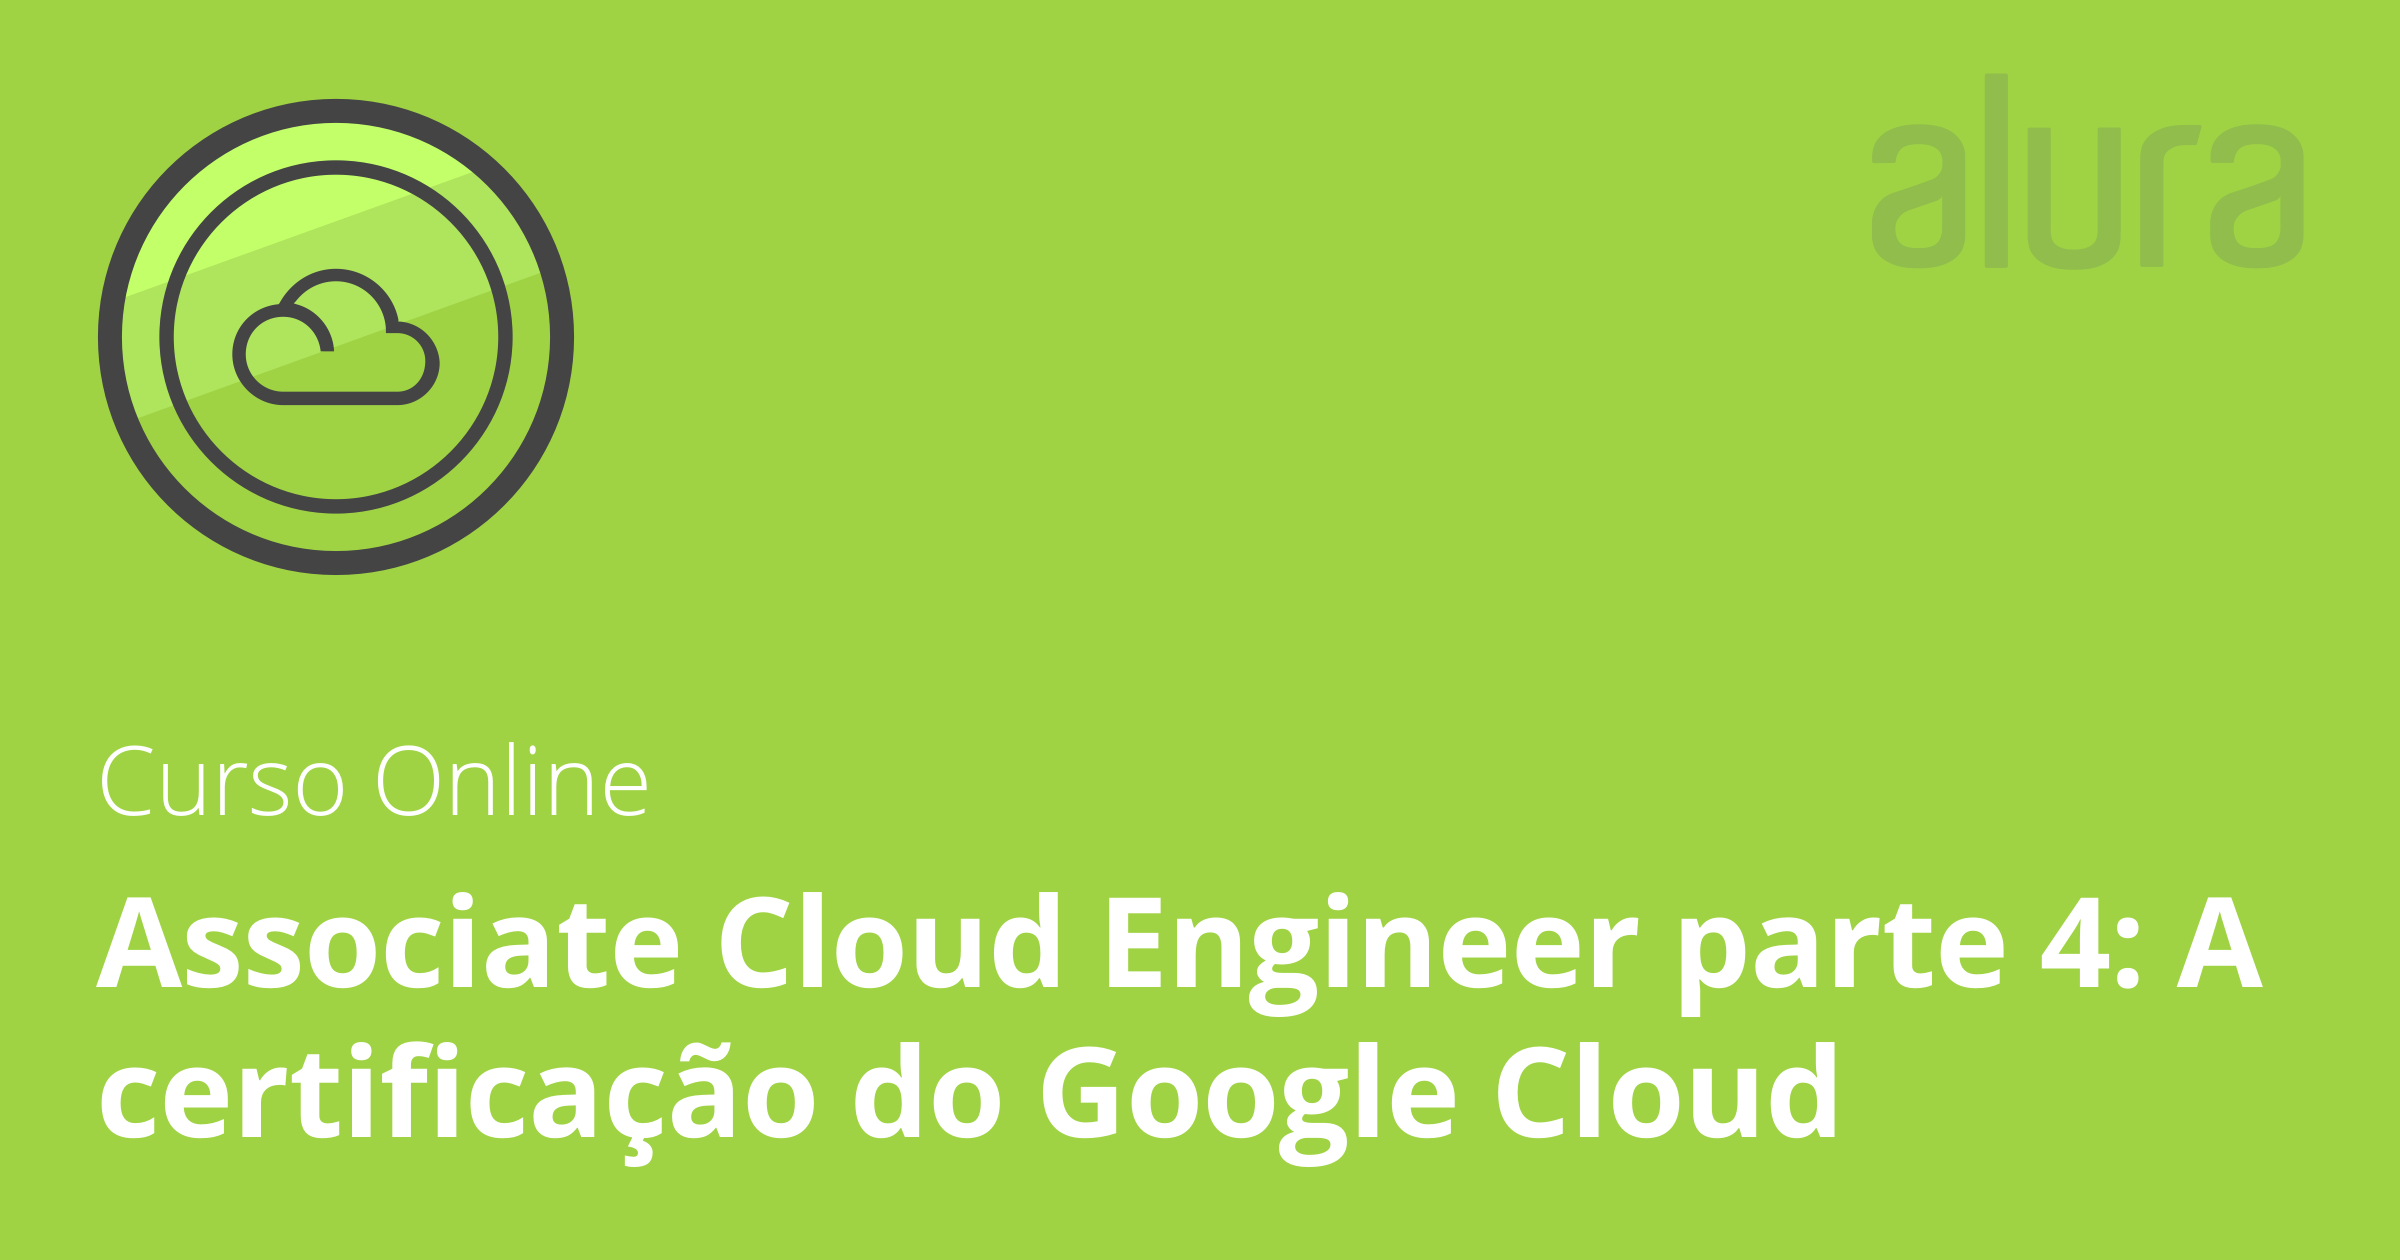 alura
Curso Online
Associate Cloud Engineer parte 4: A
certificação do Google Cloud